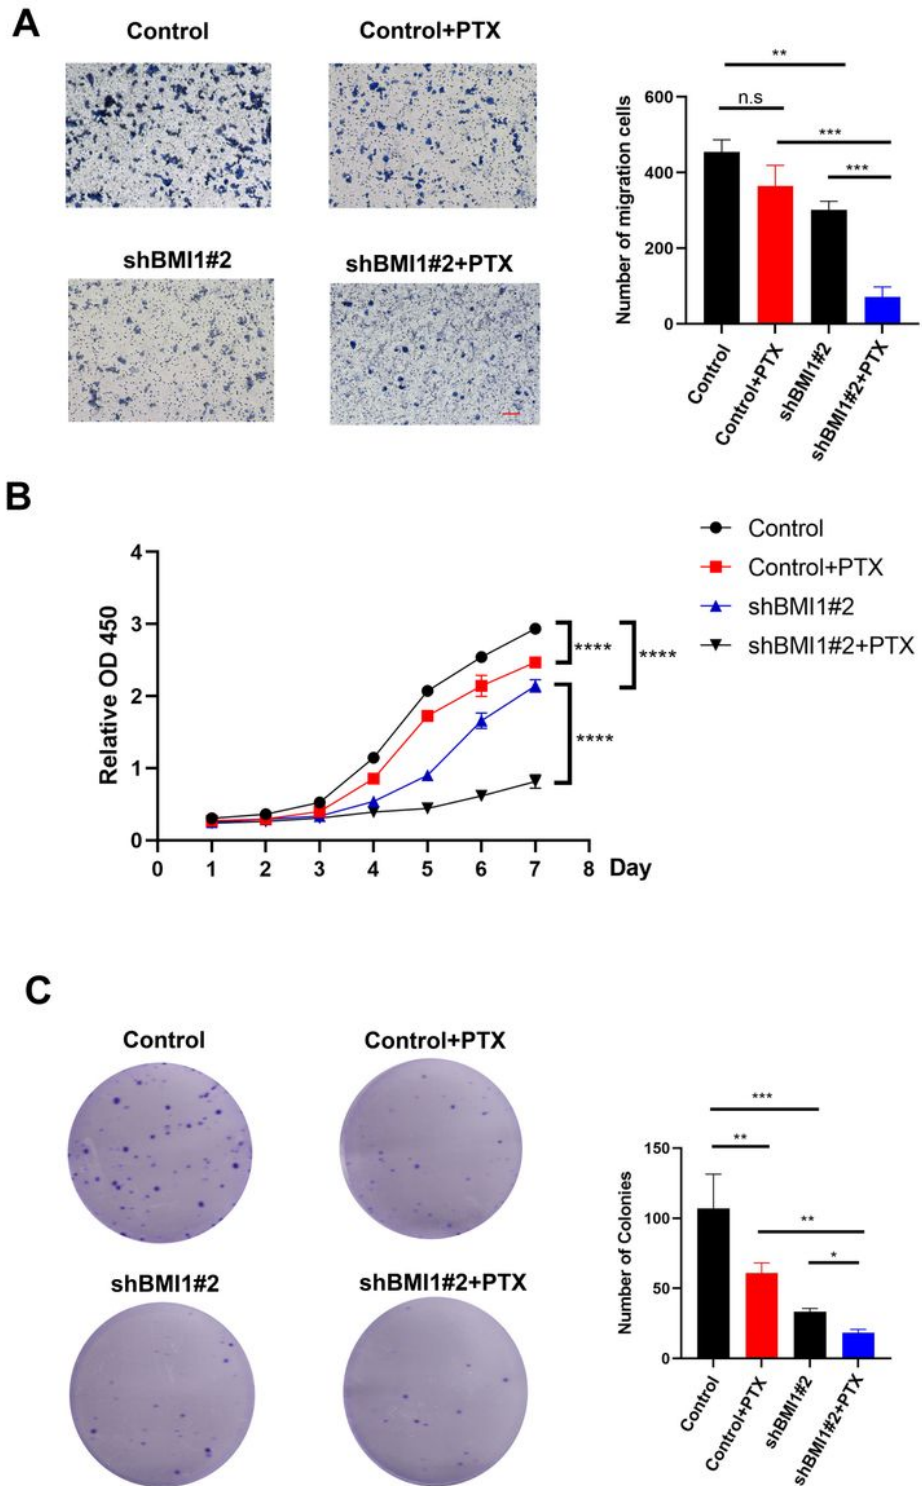 A
Control
Control+PTX
shBMI1#2
shBMI1#2+PTX
**
n.s
***
***
600
400
200
0
Number of migration cells
Control
Control+PTX
shBMI1#2
shBMI1#2+PTX
B
Control
Control+PTX
shBMI1#2
shBMI1#2+PTX
4
3
2
1
0
Relative OD 450
****
****
****
0 1 2 3 4 5 6 7 8 Day
C
Control
Control+PTX
shBMI1#2
shBMI1#2+PTX
***
**
**
*
150
100
50
0
Number of Colonies
Control
Control+PTX
shBMI1#2
shBMI1#2+PTX